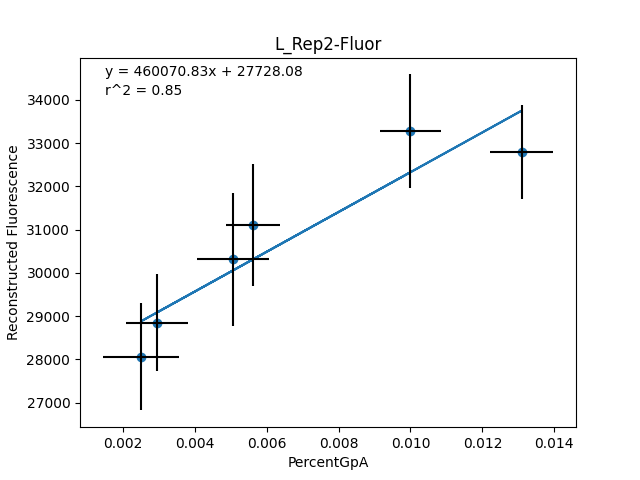 L_Rep2-Fluor
y = 460070.83x + 27728.08
r^2 = 0.85
34000
33000
32000
31000
30000
29000
28000
27000
Reconstructed Fluorescence
0.002 0.004 0.006 0.008 0.010 0.012 0.014
PercentGpA